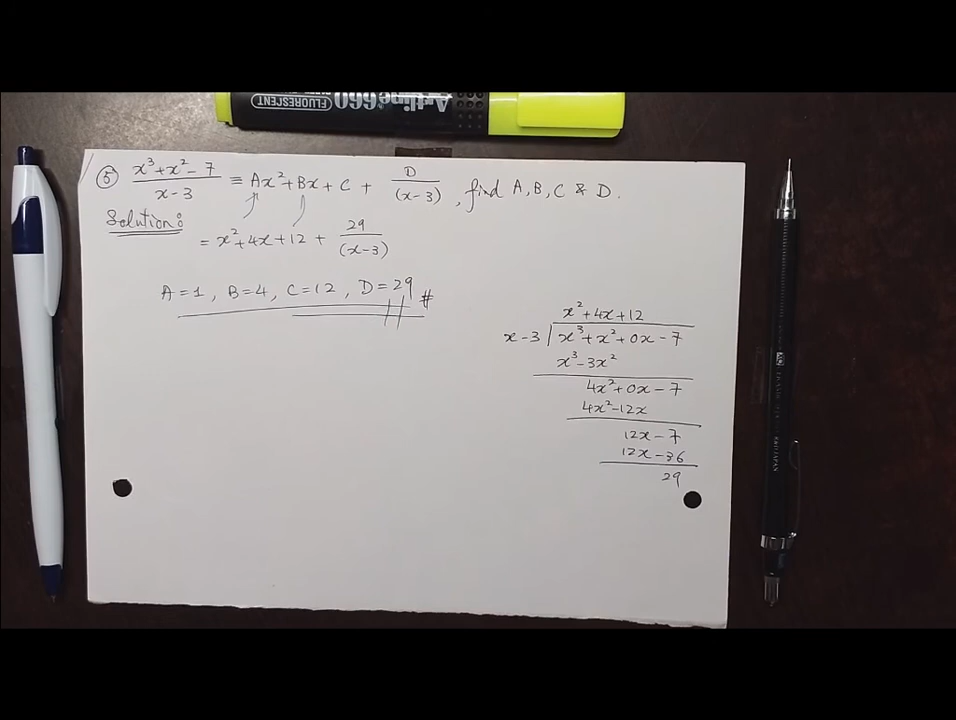 Artline 660
FLUORESCENT
⑤ (x³+x²-7)/(x-3) ≡ Ax²+Bx+C + D/(x-3) , find A, B, C & D.
Solution:
= x²+4x+12 + 29/(x-3)
A=1, B=4, C=12, D=29 #
x²+4x+12
x-3 | x³+x²+0x-7
x³-3x²
4x²+0x-7
4x²-12x
12x-7
12x-36
29